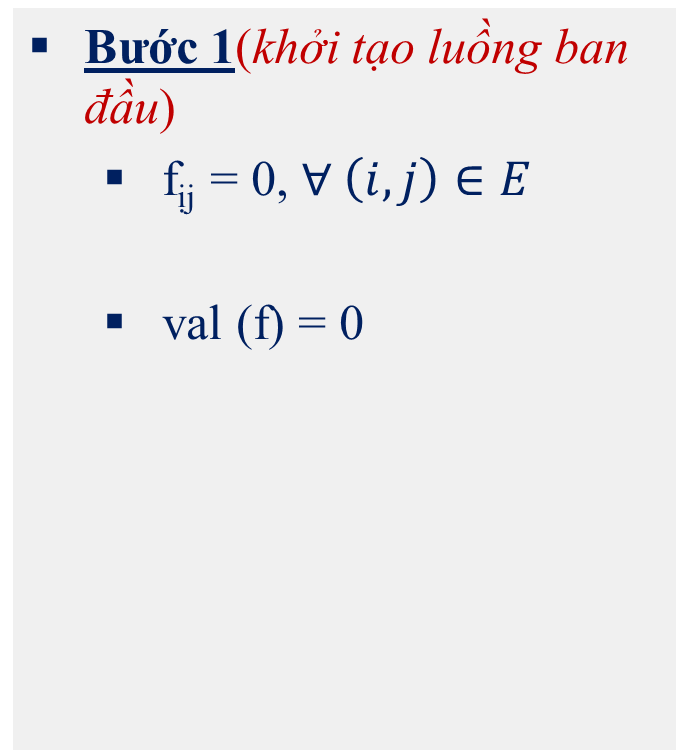 ▪ Bước 1(khởi tạo luồng ban
đầu)
▪ fij = 0, ∀ (i, j) ∈ E
▪ val (f) = 0